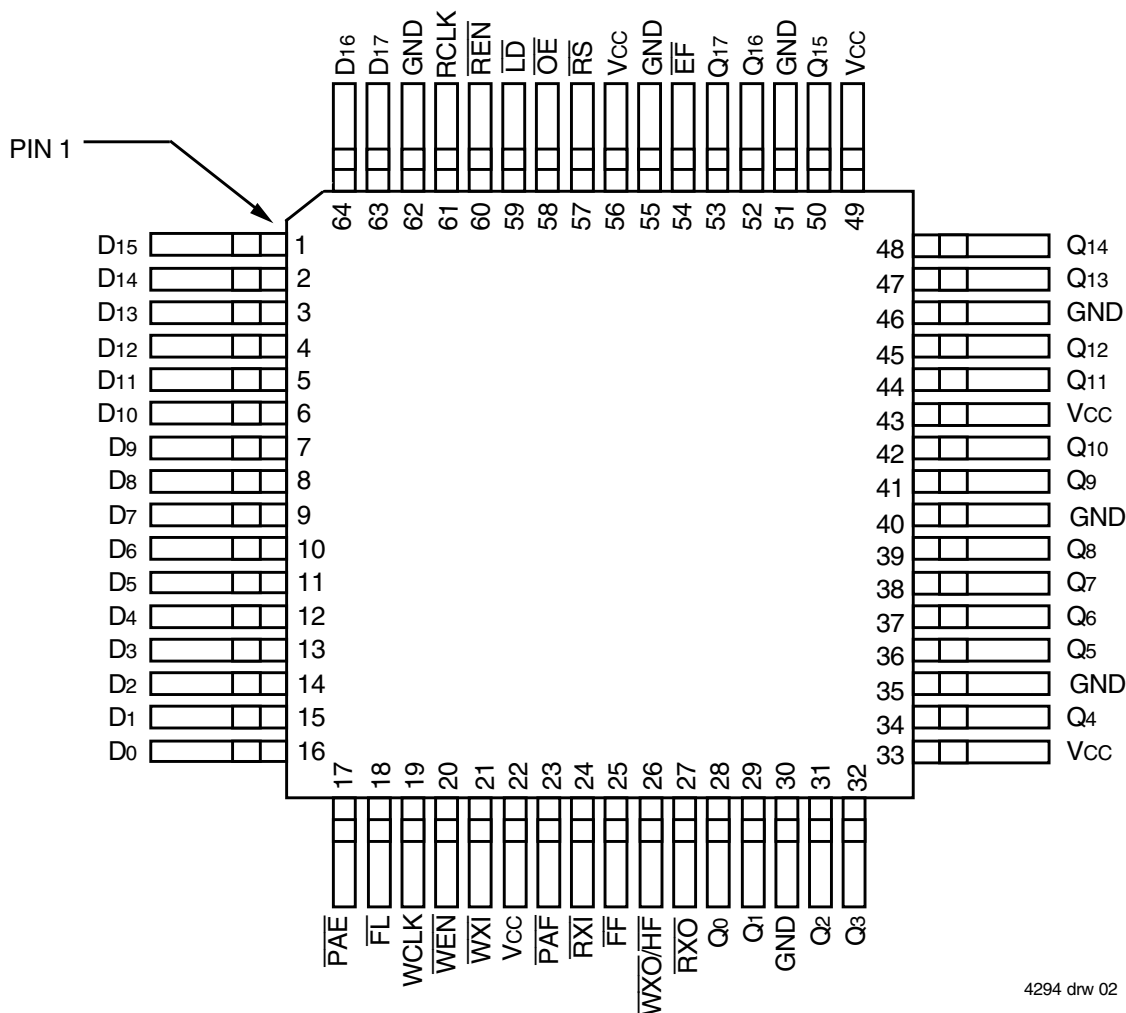 D16 D17 GND RCLK REN LD OE RS VCC GND EF Q17 Q16 GND Q15 VCC
PIN 1
64 63 62 61 60 59 58 57 56 55 54 53 52 51 50 49
D15 1 48 Q14
D14 2 47 Q13
D13 3 46 GND
D12 4 45 Q12
D11 5 44 Q11
D10 6 43 VCC
D9 7 42 Q10
D8 8 41 Q9
D7 9 40 GND
D6 10 39 Q8
D5 11 38 Q7
D4 12 37 Q6
D3 13 36 Q5
D2 14 35 GND
D1 15 34 Q4
D0 16 33 VCC
17 18 19 20 21 22 23 24 25 26 27 28 29 30 31 32
PAE FL WCLK WEN WXI VCC PAF RXI FF WXO/HF RXO Q0 Q1 GND Q2 Q3
4294 drw 02